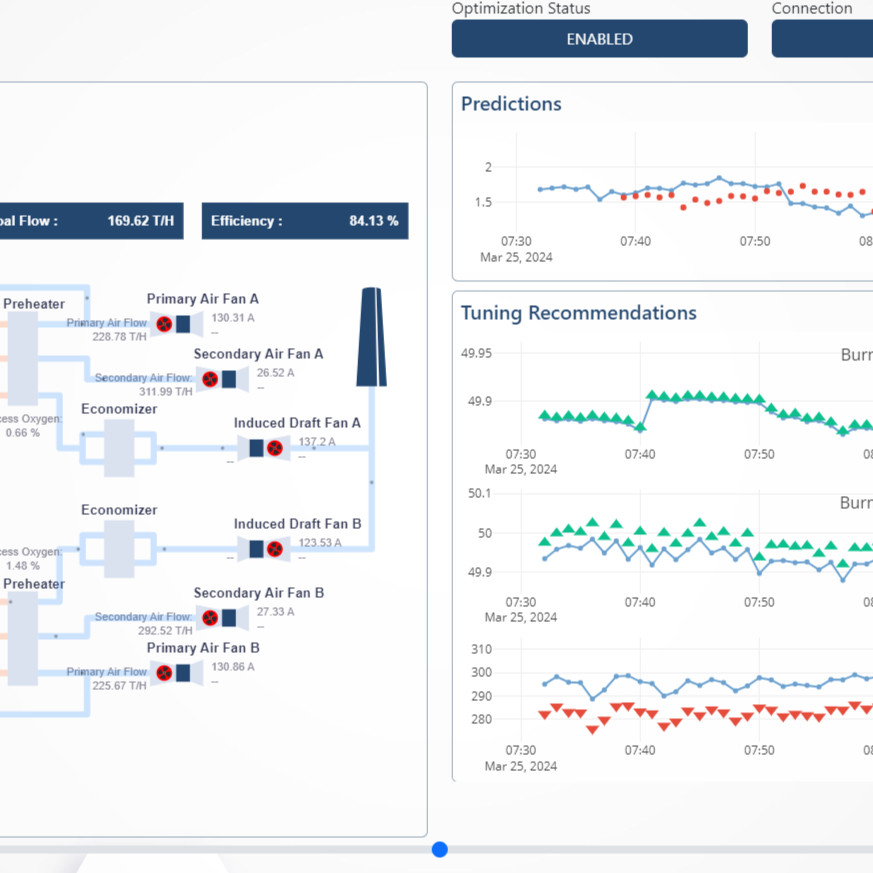 Optimization Status
Connection
ENABLED
Predictions
2
1.5
07:30
07:40
07:50
08
Mar 25, 2024
oal Flow :
169.62 T/H
Efficiency :
84.13 %
Preheater
Primary Air Fan A
Primary Air Flow
130.31 A
228.78 T/H
--
Secondary Air Fan A
Secondary Air Flow:
26.52 A
311.99 T/H
--
Economizer
cess Oxygen:
0.66 %
Induced Draft Fan A
137.2 A
--
--
Economizer
Induced Draft Fan B
123.53 A
cess Oxygen:
1.48 %
--
--
Preheater
Secondary Air Fan B
Secondary Air Flow:
27.33 A
292.52 T/H
--
Primary Air Fan B
Primary Air Flow
130.86 A
225.67 T/H
--
Tuning Recommendations
49.95
Burn
49.9
07:30
07:40
07:50
08
Mar 25, 2024
50.1
Burn
50
49.9
07:30
07:40
07:50
08
Mar 25, 2024
310
300
290
280
07:30
07:40
07:50
08
Mar 25, 2024